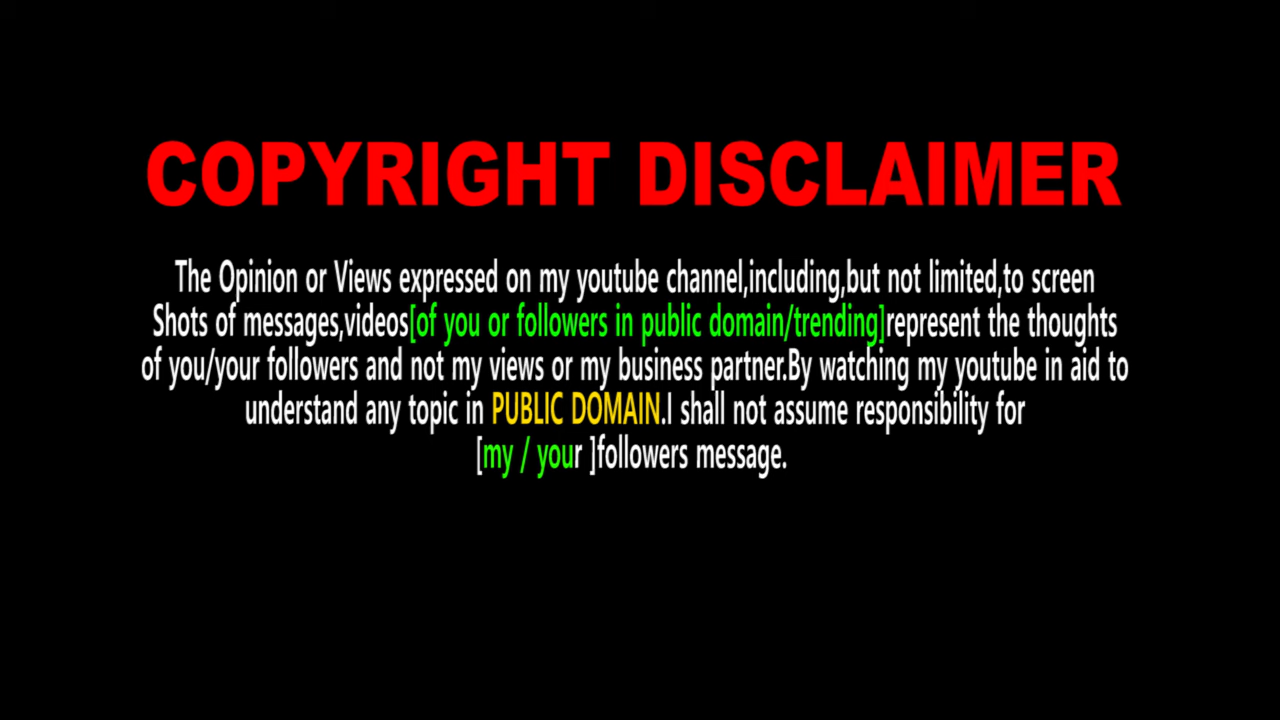 COPYRIGHT DISCLAIMER
The Opinion or Views expressed on my youtube channel,including,but not limited,to screen
Shots of messages,videos[of you or followers in public domain/trending]represent the thoughts
of you/your followers and not my views or my business partner.By watching my youtube in aid to
understand any topic in PUBLIC DOMAIN.I shall not assume responsibility for
[my / your ]followers message.